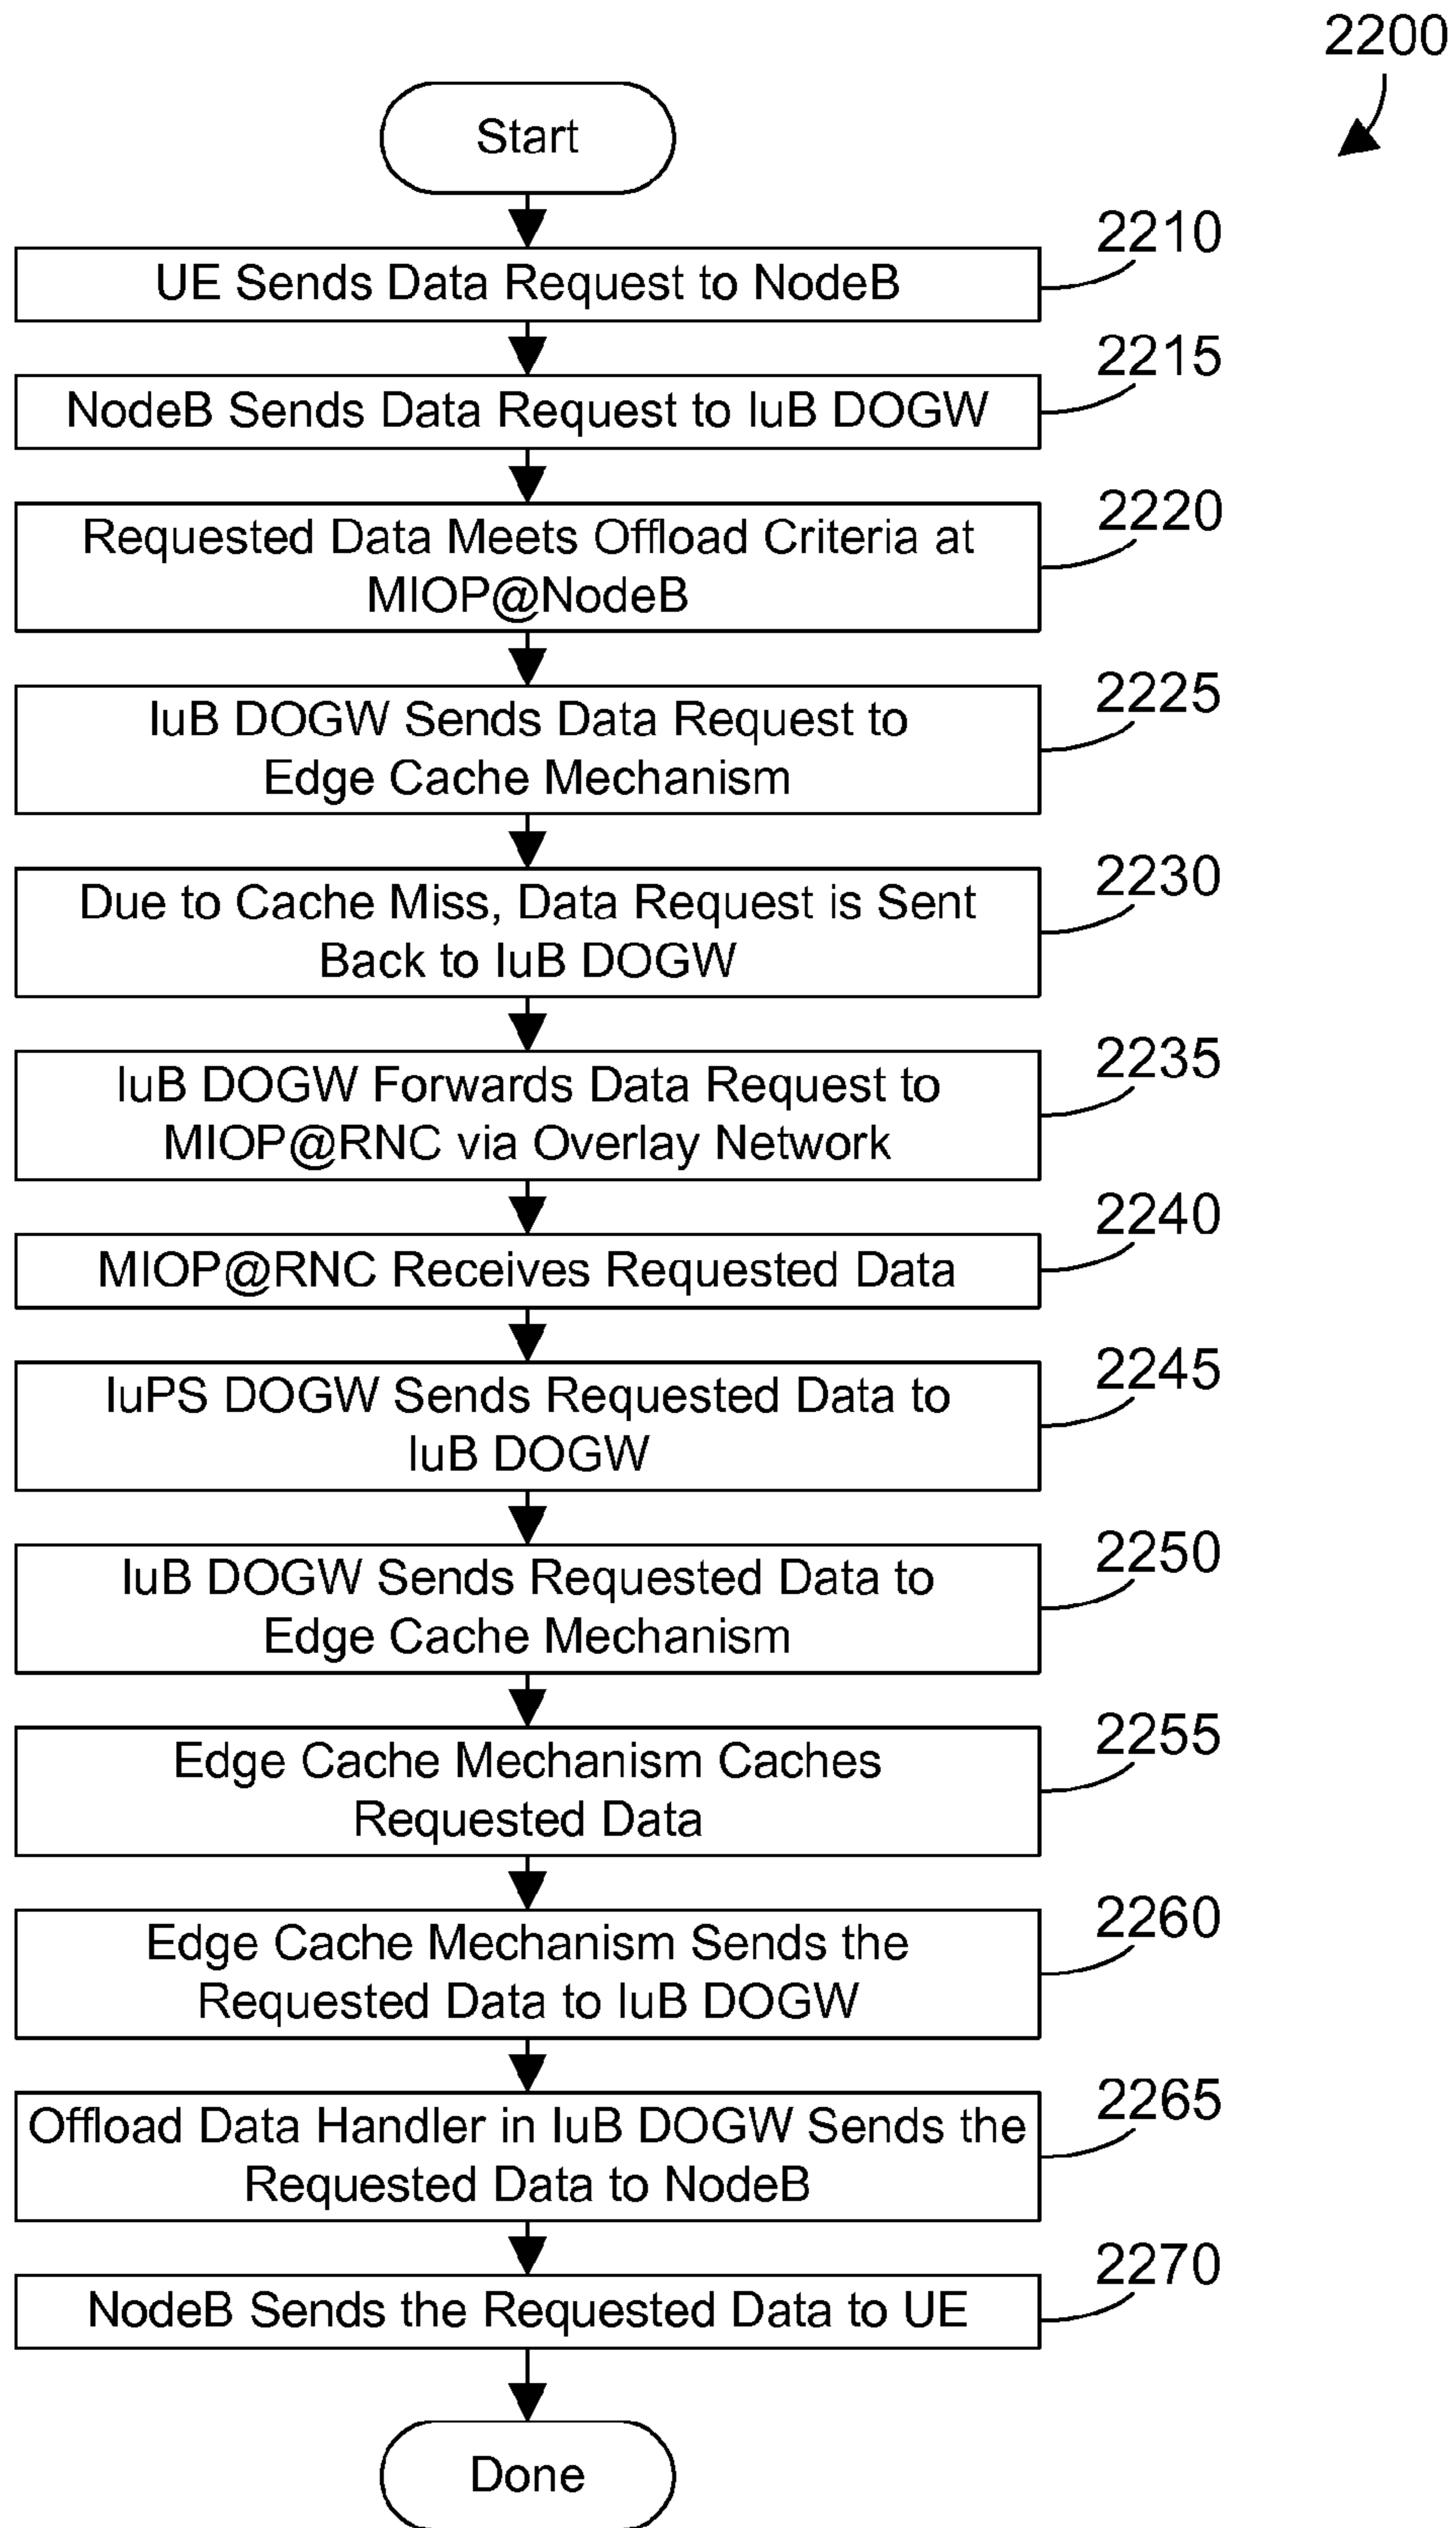 2200
Start
2210
UE Sends Data Request to NodeB
2215
NodeB Sends Data Request to IuB DOGW
2220
Requested Data Meets Offload Criteria at
MIOP@NodeB
2225
IuB DOGW Sends Data Request to
Edge Cache Mechanism
2230
Due to Cache Miss, Data Request is Sent
Back to IuB DOGW
2235
IuB DOGW Forwards Data Request to
MIOP@RNC via Overlay Network
2240
MIOP@RNC Receives Requested Data
2245
IuPS DOGW Sends Requested Data to
IuB DOGW
2250
IuB DOGW Sends Requested Data to
Edge Cache Mechanism
2255
Edge Cache Mechanism Caches
Requested Data
2260
Edge Cache Mechanism Sends the
Requested Data to IuB DOGW
2265
Offload Data Handler in IuB DOGW Sends the
Requested Data to NodeB
2270
NodeB Sends the Requested Data to UE
Done